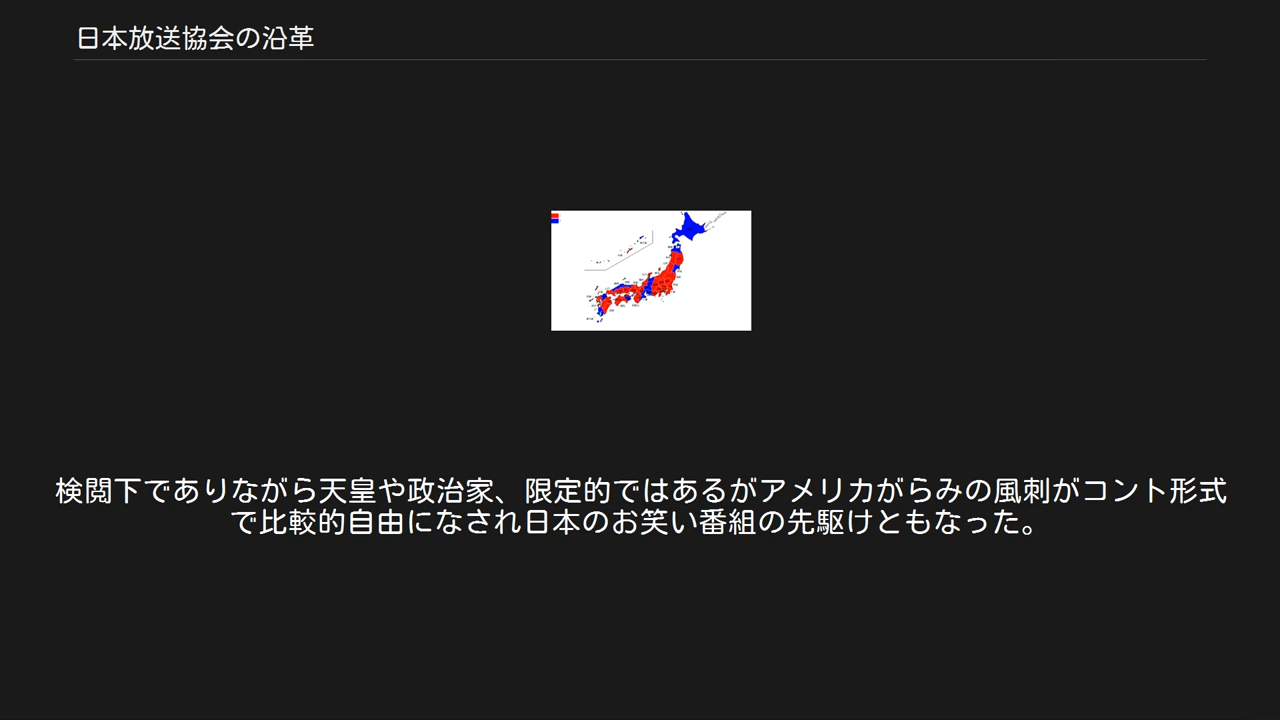 日本放送協会の沿革
検閲下でありながら天皇や政治家、限定的ではあるがアメリカがらみの風刺がコント形式
で比較的自由になされ日本のお笑い番組の先駆けともなった。